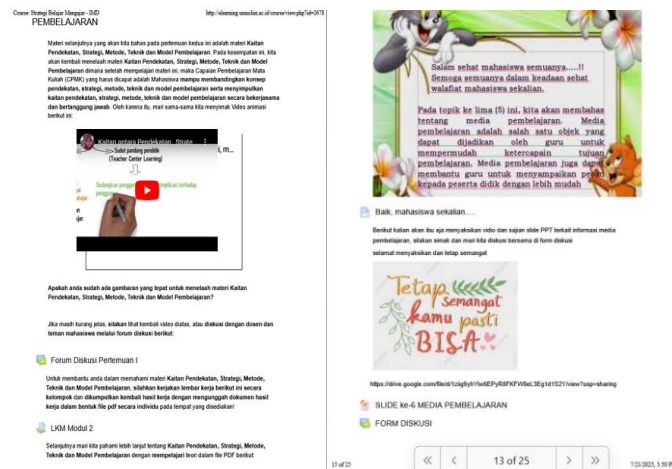 Course: Strategi Belajar Mengajar - IMD
PEMBELAJARAN
Materi selanjutnya yang akan kita bahas pada pertemuan kedua ini adalah materi Kaitan
Pendekatan, Strategi, Metode, Teknik dan Model Pembelajaran. Pada kesempatan ini, kita
akan kembali menelaah materi Kaitan Pendekatan, Strategi, Metode, Teknik dan Model
Pembelajaran dimana setelah mempelajari materi ini, maka Capaian Pembelajaran Mata
Kuliah (CPMK) yang harus dicapai adalah Mahasiswa mampu membandingkan konsep
pendekatan, strategi, metode, teknik dan model pembelajaran serta menyimpulkan
kaitan pendekatan, strategi, metode, teknik dan model pembelajaran secara bekerjasama
dan bertanggung jawab. Oleh karena itu, mari sama-sama kita menyimak Video Animasi
berikut ini:
Kaitan antara Pendekatan, Strate...
i, m...
Sudut pandang pendidik
(Teacher Center Learning)
Sedangkan
implikasi terhadap
Apakah anda sudah ada gambaran yang tepat untuk menelaah materi Kaitan
Pendekatan, Strategi, Metode, Teknik dan Model Pembelajaran?
Jika masih kurang jelas, silakan lihat kembali video diatas, atau diskusi dengan dosen dan
teman mahasiswa melalui forum diskusi berikut:
Forum Diskusi Pertemuan I
Untuk membantu anda dalam memahami materi Kaitan Pendekatan, Strategi, Metode,
Teknik dan Model Pembelajaran, silahkan kerjakan lembar kerja berikut ini secara
kelompok dan dikumpulkan kembali hasil kerja dengan mengunggah dokumen hasil
kerja dalam bentuk file pdf secara individu pada tempat yang disediakan!
LKM Modul 2
Selanjutnya mari kita pahami lebih lanjut tentang Kaitan Pendekatan, Strategi, Metode,
Teknik dan Model Pembelajaran dengan mempelajari teori dalam file PDF berikut:
Salam mahasiswa semuanya.....!!
Semoga semuanya dalam keadaan sehat
walafiat mahasiswa sekalian.
Pada topik ke lima (5) ini, kita akan membahas
tentang media pembelajaran. Media
pembelajaran adalah salah satu objek yang
dapat dijadikan oleh guru untuk
mempermudah ketercapain tujuan
pembelajaran. Media pembelajaran juga dapat
membantu guru untuk menyampaikan pesan
kepada peserta didik dengan lebih mudah
Baik, mahasiswa sekalian.....
Berikut kalian akan ibu aja menyaksikan vidio dan sajian slide PPT terkait informasi media
pembelajaran, silakan simak dan mari kita diskusi bersama di form diskusi
selamat menyaksikan dan tetap semangat
Tetap
semangat
kamu pasti
BISA
SLIDE ke-6 MEDIA PEMBELAJARAN
FORM DISKUSI
13 of 25
13 of 25